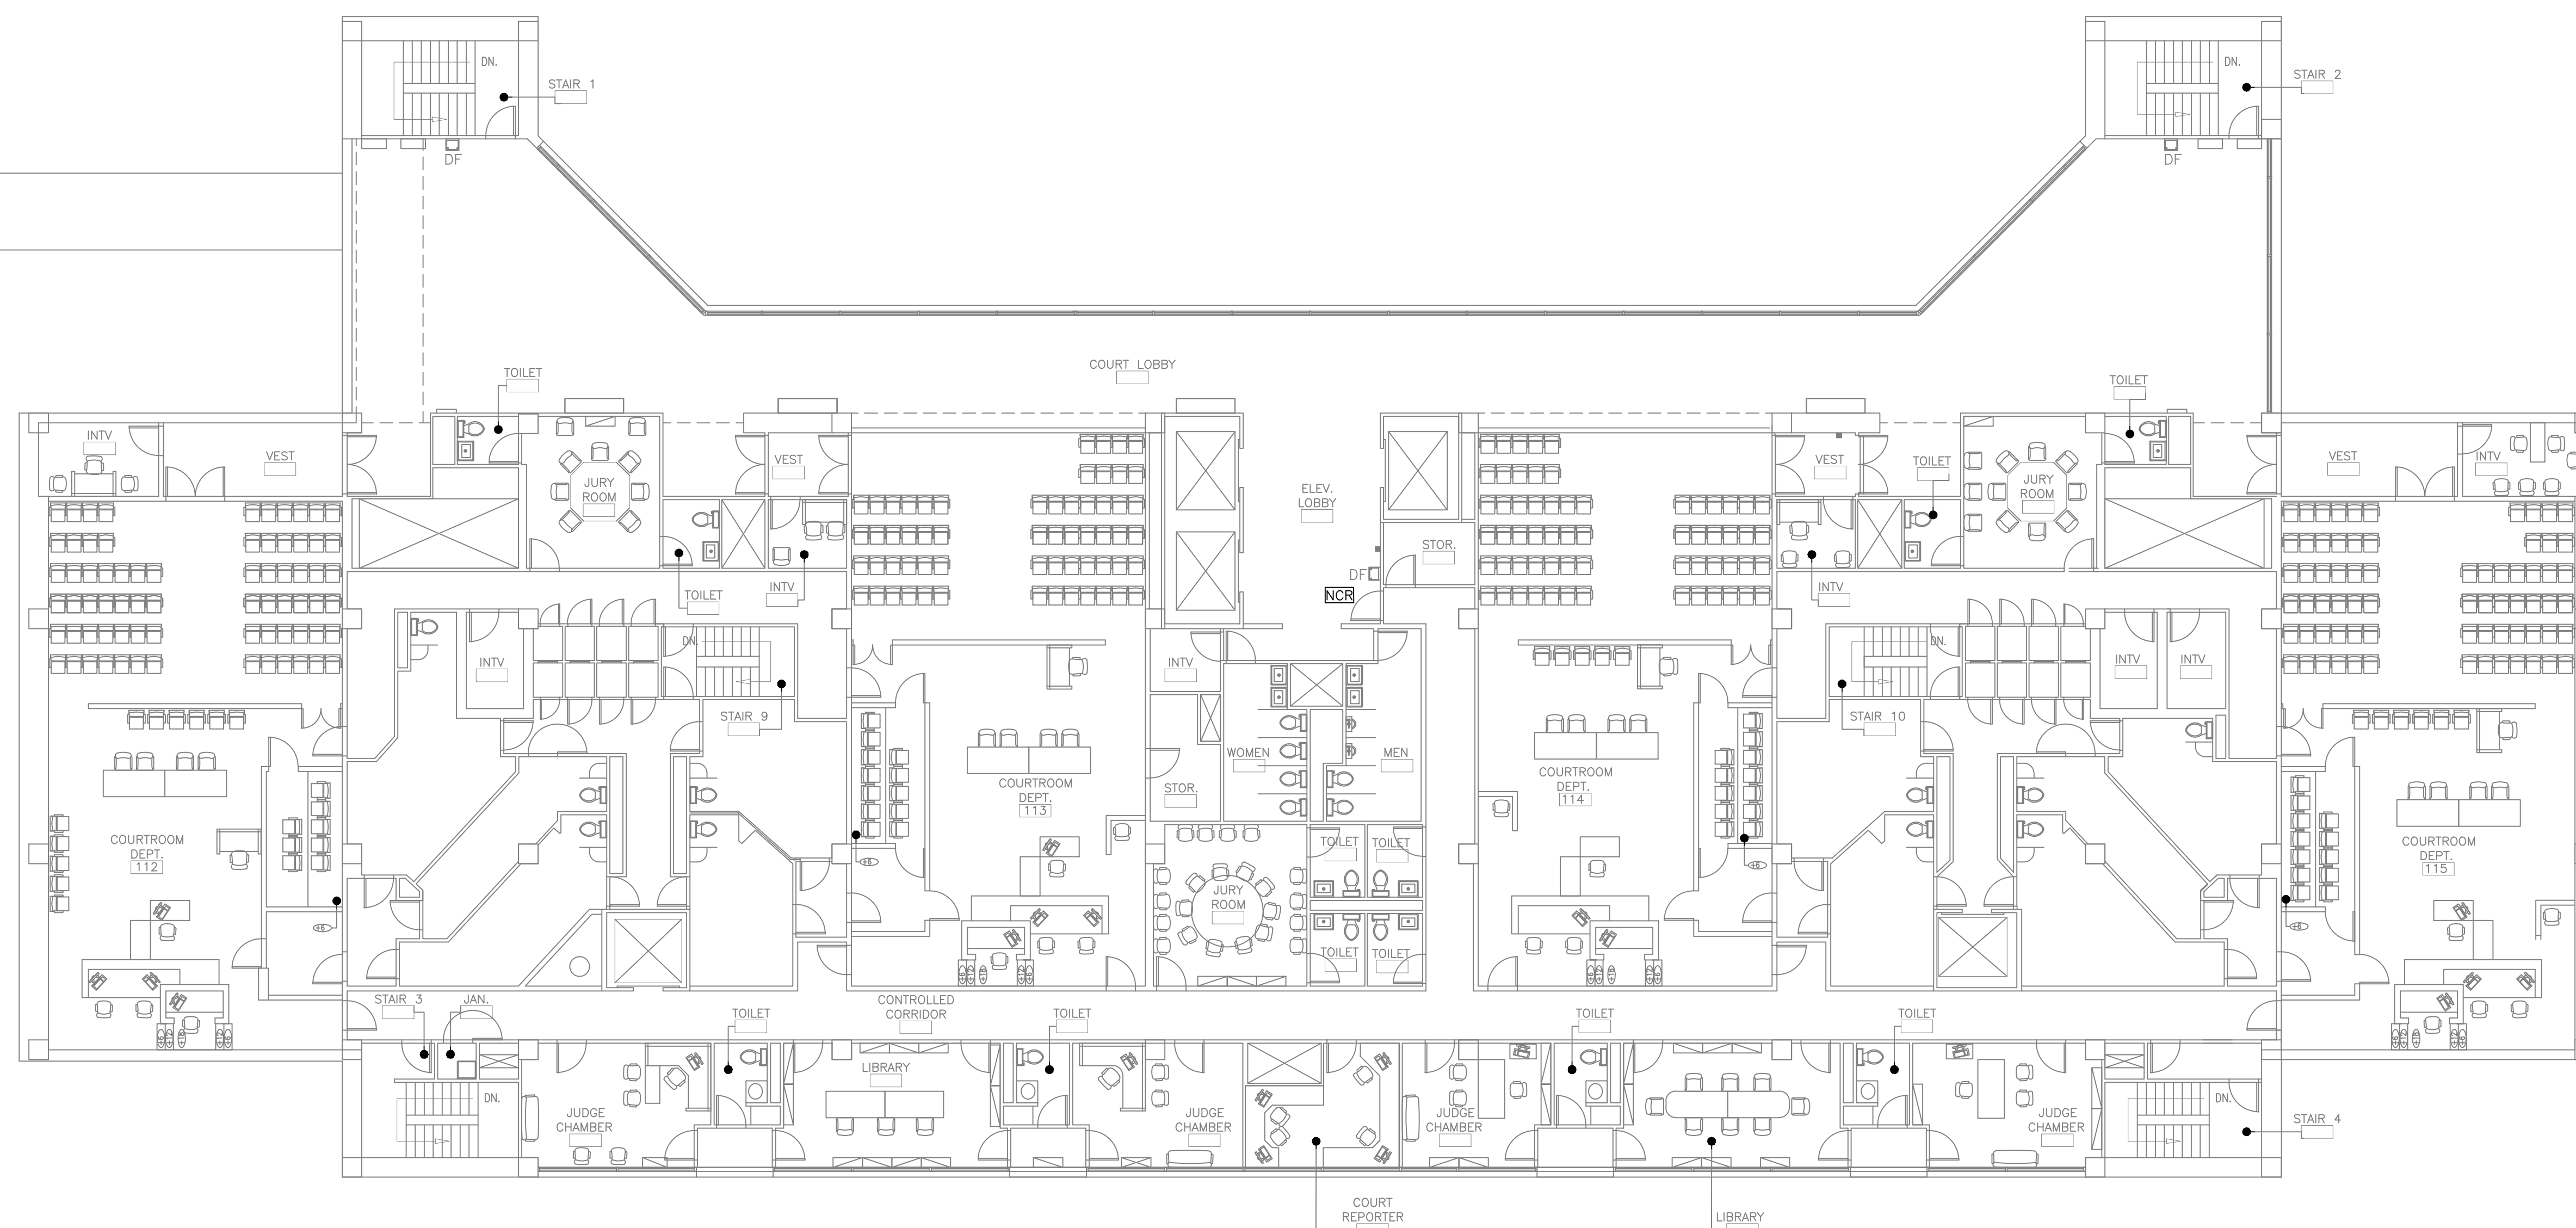 DN.
STAIR 1
DF
DN.
STAIR 2
DF
COURT LOBBY
TOILET
TOILET
INTV
VEST
JURY
ROOM
VEST
ELEV.
LOBBY
VEST
TOILET
JURY
ROOM
VEST
INTV
STOR.
DF
NCR
TOILET
INTV
INTV
INTV
DN.
STAIR 9
INTV
DN.
STAIR 10
INTV
INTV
WOMEN
MEN
STOR.
COURTROOM
DEPT.
112
COURTROOM
DEPT.
113
COURTROOM
DEPT.
114
COURTROOM
DEPT.
115
+6
+6
+6
+6
JURY
ROOM
TOILET
TOILET
TOILET
TOILET
STAIR 3
JAN.
CONTROLLED
CORRIDOR
TOILET
TOILET
TOILET
TOILET
DN.
JUDGE
CHAMBER
LIBRARY
JUDGE
CHAMBER
JUDGE
CHAMBER
JUDGE
CHAMBER
DN.
STAIR 4
COURT
REPORTER
LIBRARY